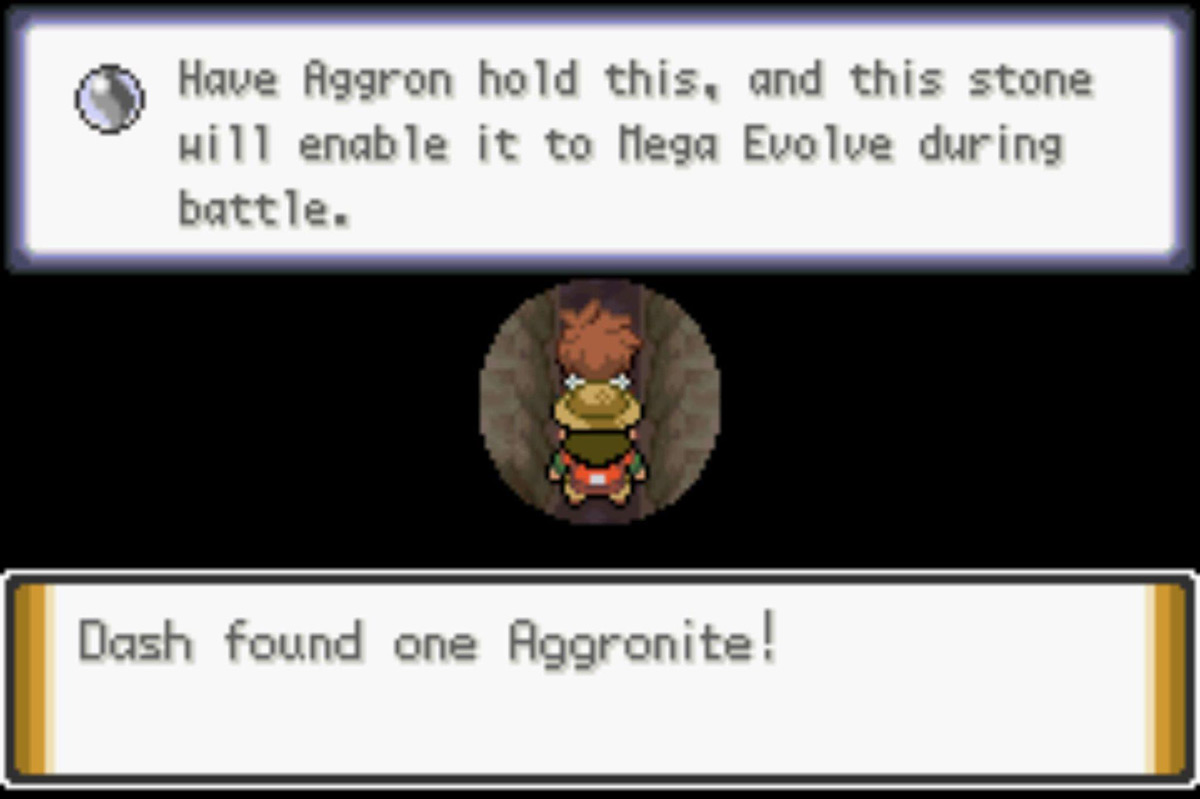 Have Aggron hold this, and this stone
will enable it to Mega Evolve during
battle.
Dash found one Aggronite!